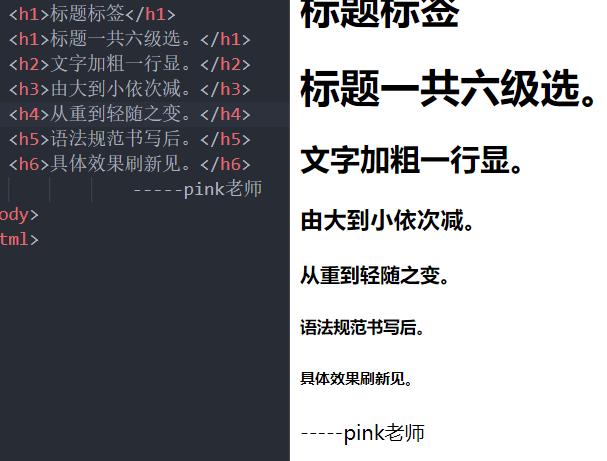 <h1>标题标签</h1>
<h1>标题一共六级选。</h1>
<h2>文字加粗一行显。</h2>
<h3>由大到小依次减。</h3>
<h4>从重到轻随之变。</h4>
<h5>语法规范书写后。</h5>
<h6>具体效果刷新见。</h6>
-----pink老师
ody>
tml>
标题标签
标题一共六级选。
文字加粗一行显。
由大到小依次减。
从重到轻随之变。
语法规范书写后。
具体效果刷新见。
-----pink老师